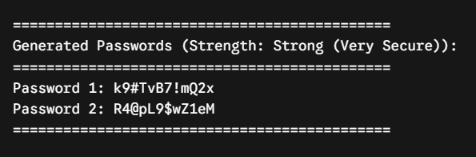 =============================================
Generated Passwords (Strength: Strong (Very Secure)):
=============================================
Password 1: k9#TvB7!mQ2x
Password 2: R4@pL9$wZ1eM
=============================================